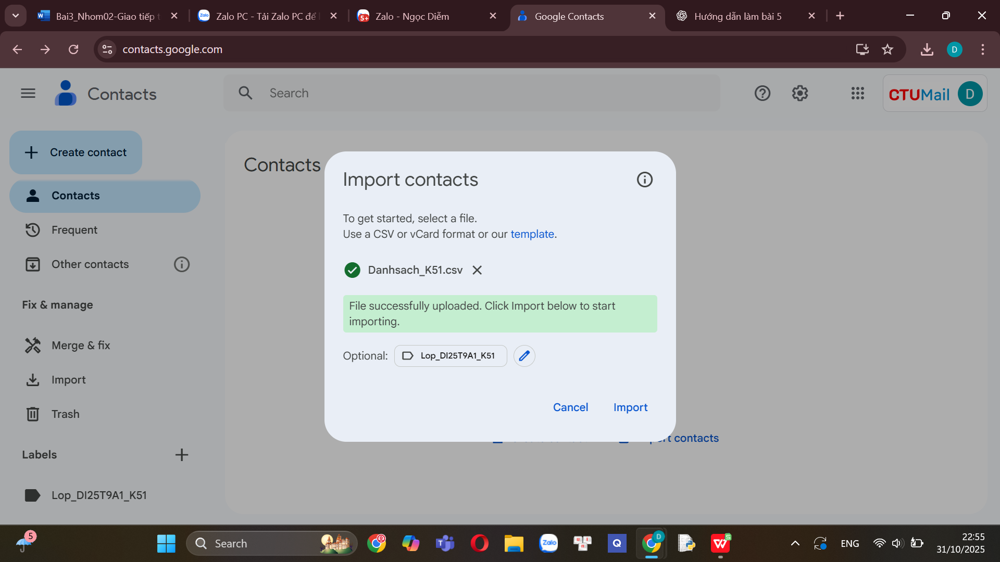 Bai3_Nhom02-Giao tiếp t
Zalo PC - Tải Zalo PC để
Zalo - Ngọc Diễm
Google Contacts
Hướng dẫn làm bài 5
contacts.google.com
D
Contacts
Search
CTUMail
D
Create contact
Contacts
Frequent
Other contacts
Fix & manage
Merge & fix
Import
Trash
Labels
Lop_DI25T9A1_K51
Contacts
Import contacts
To get started, select a file.
Use a CSV or vCard format or our template.
Danhsach_K51.csv
File successfully uploaded. Click Import below to start
importing.
Optional: Lop_DI25T9A1_K51
Cancel
Import
contacts
5
Search
Zalo
Q
D
ENG
22:55
31/10/2025